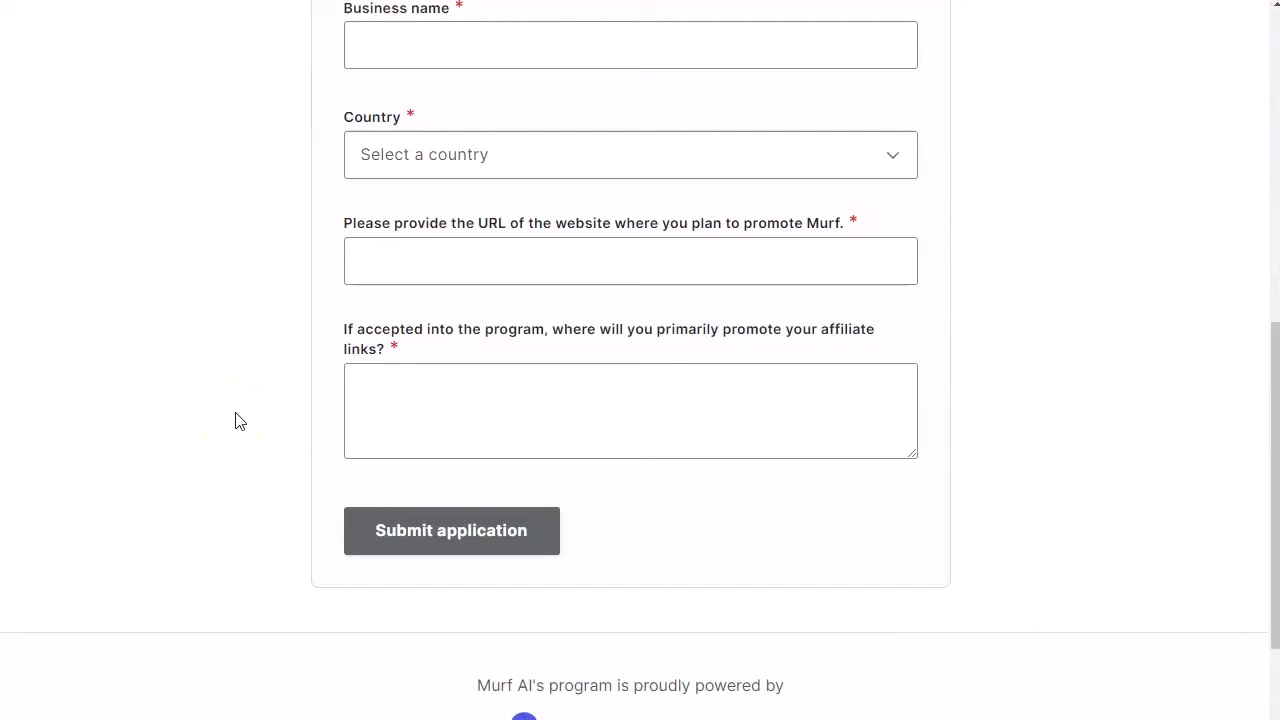 Business name *
Country *
Select a country
Please provide the URL of the website where you plan to promote Murf. *
If accepted into the program, where will you primarily promote your affiliate
links? *
Submit application
Murf AI's program is proudly powered by